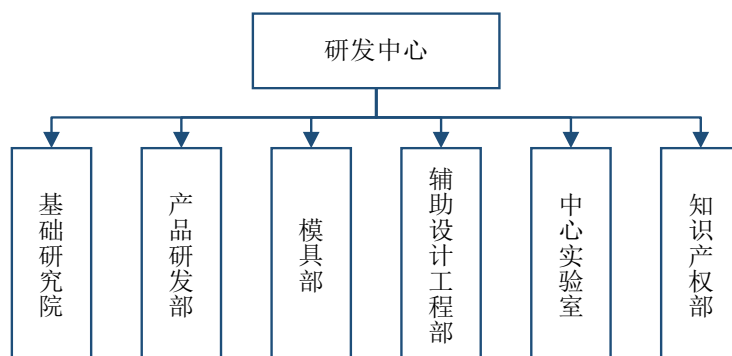 研发中心
基础研究院
产品研发部
模具部
辅助设计工程部
中心实验室
知识产权部